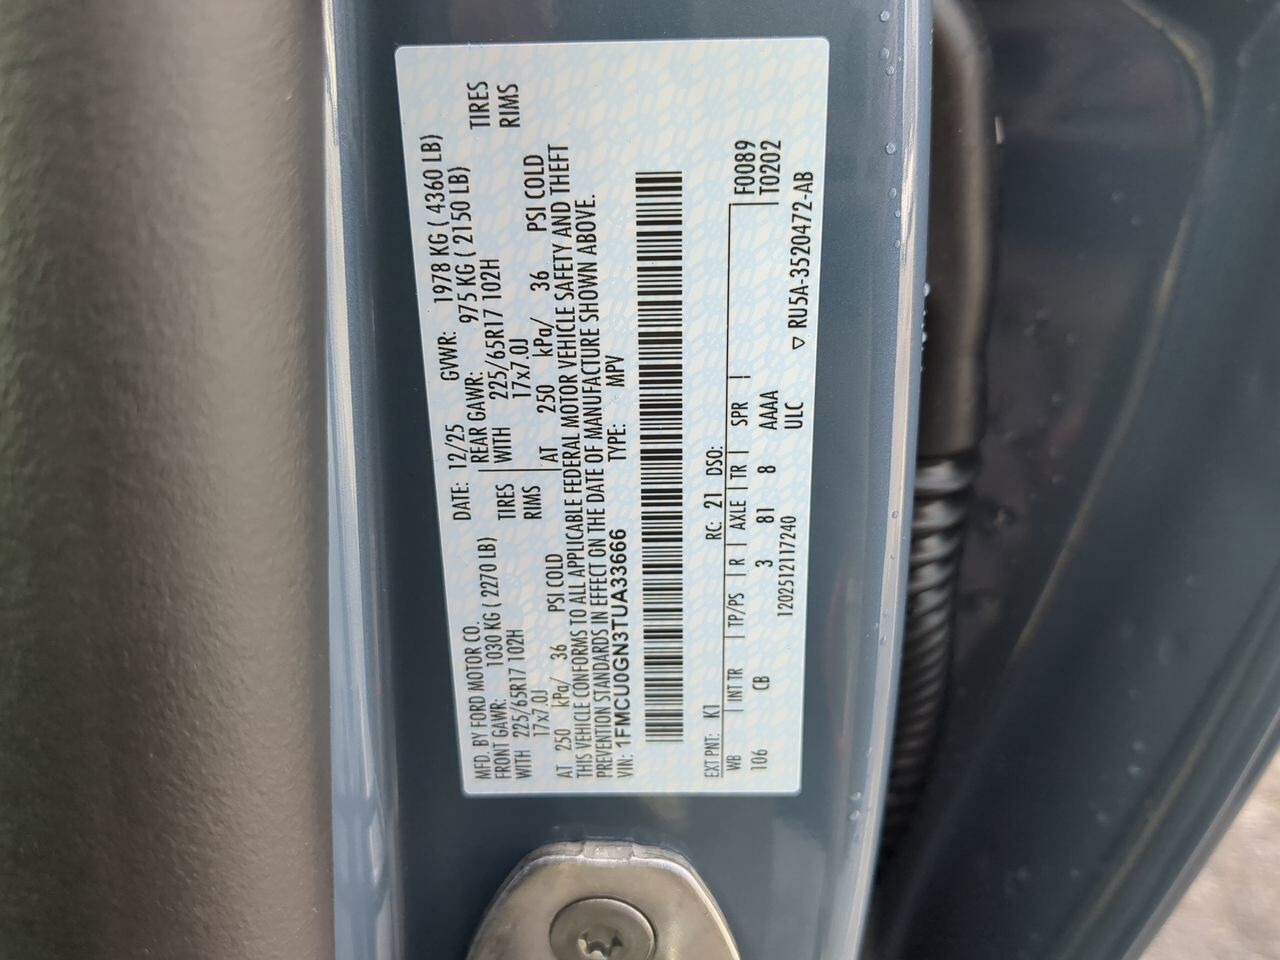 MFD. BY FORD MOTOR CO. DATE: 12/25 GVWR: 1978 KG ( 4360 LB)
FRONT GAWR: 1030 KG ( 2270 LB) REAR GAWR: 975 KG ( 2150 LB)
WITH 225/65R17 102H TIRES WITH 225/65R17 102H TIRES
17x7.0J RIMS 17x7.0J RIMS
AT 250 kPa/ 36 PSI COLD AT 250 kPa/ 36 PSI COLD
THIS VEHICLE CONFORMS TO ALL APPLICABLE FEDERAL MOTOR VEHICLE SAFETY AND THEFT
PREVENTION STANDARDS IN EFFECT ON THE DATE OF MANUFACTURE SHOWN ABOVE.
VIN: 1FMCU0GN3TUA33666 TYPE: MPV
F0089
T0202
EXT PNT: K1 RC: 21 DSO:
WB INT TR TP/PS R AXLE TR SPR
106 CB 3 81 8 AAAA
120251211 7240 ULC
▽ RU5A-3520472-AB